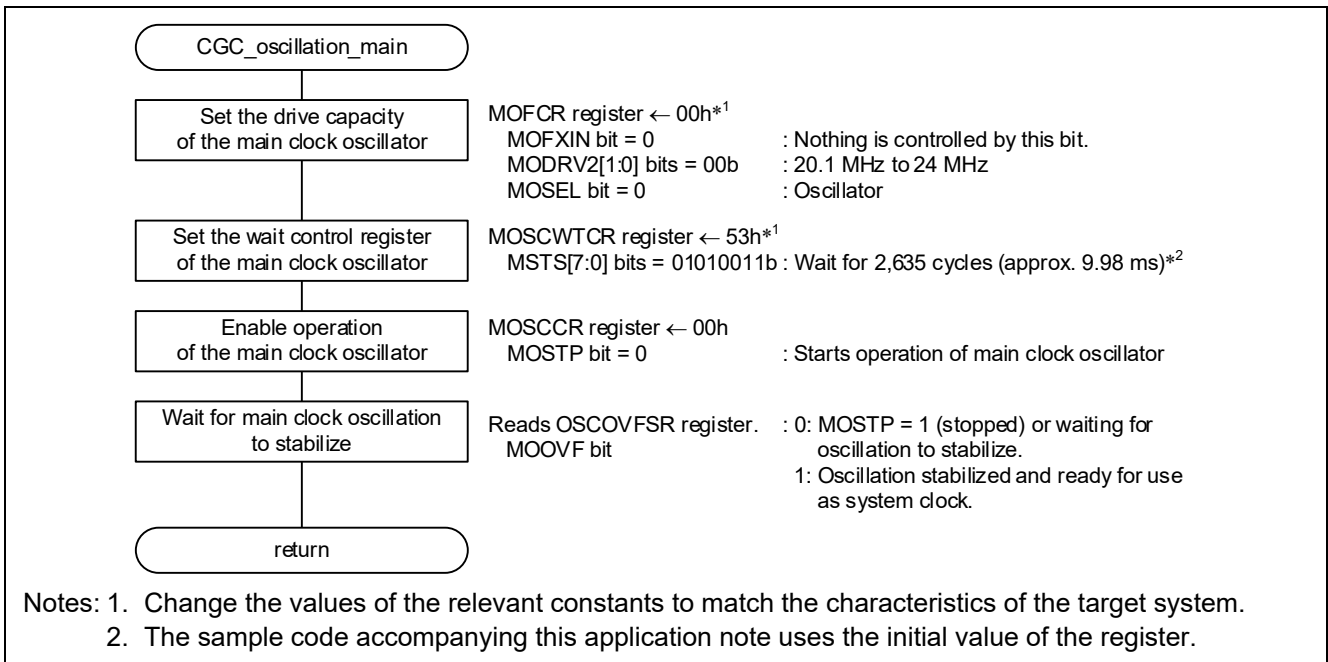 CGC_oscillation_main
Set the drive capacity
of the main clock oscillator
MOFCR register ← 00h*1
MOFXIN bit = 0 : Nothing is controlled by this bit.
MODRV2[1:0] bits = 00b : 20.1 MHz to 24 MHz
MOSEL bit = 0 : Oscillator
Set the wait control register
of the main clock oscillator
MOSCWTCR register ← 53h*1
MSTS[7:0] bits = 01010011b : Wait for 2,635 cycles (approx. 9.98 ms)*2
Enable operation
of the main clock oscillator
MOSCCR register ← 00h
MOSTP bit = 0 : Starts operation of main clock oscillator
Wait for main clock oscillation
to stabilize
Reads OSCOVFSR register. : 0: MOSTP = 1 (stopped) or waiting for
MOOVF bit oscillation to stabilize.
1: Oscillation stabilized and ready for use
as system clock.
return
Notes: 1. Change the values of the relevant constants to match the characteristics of the target system.
2. The sample code accompanying this application note uses the initial value of the register.